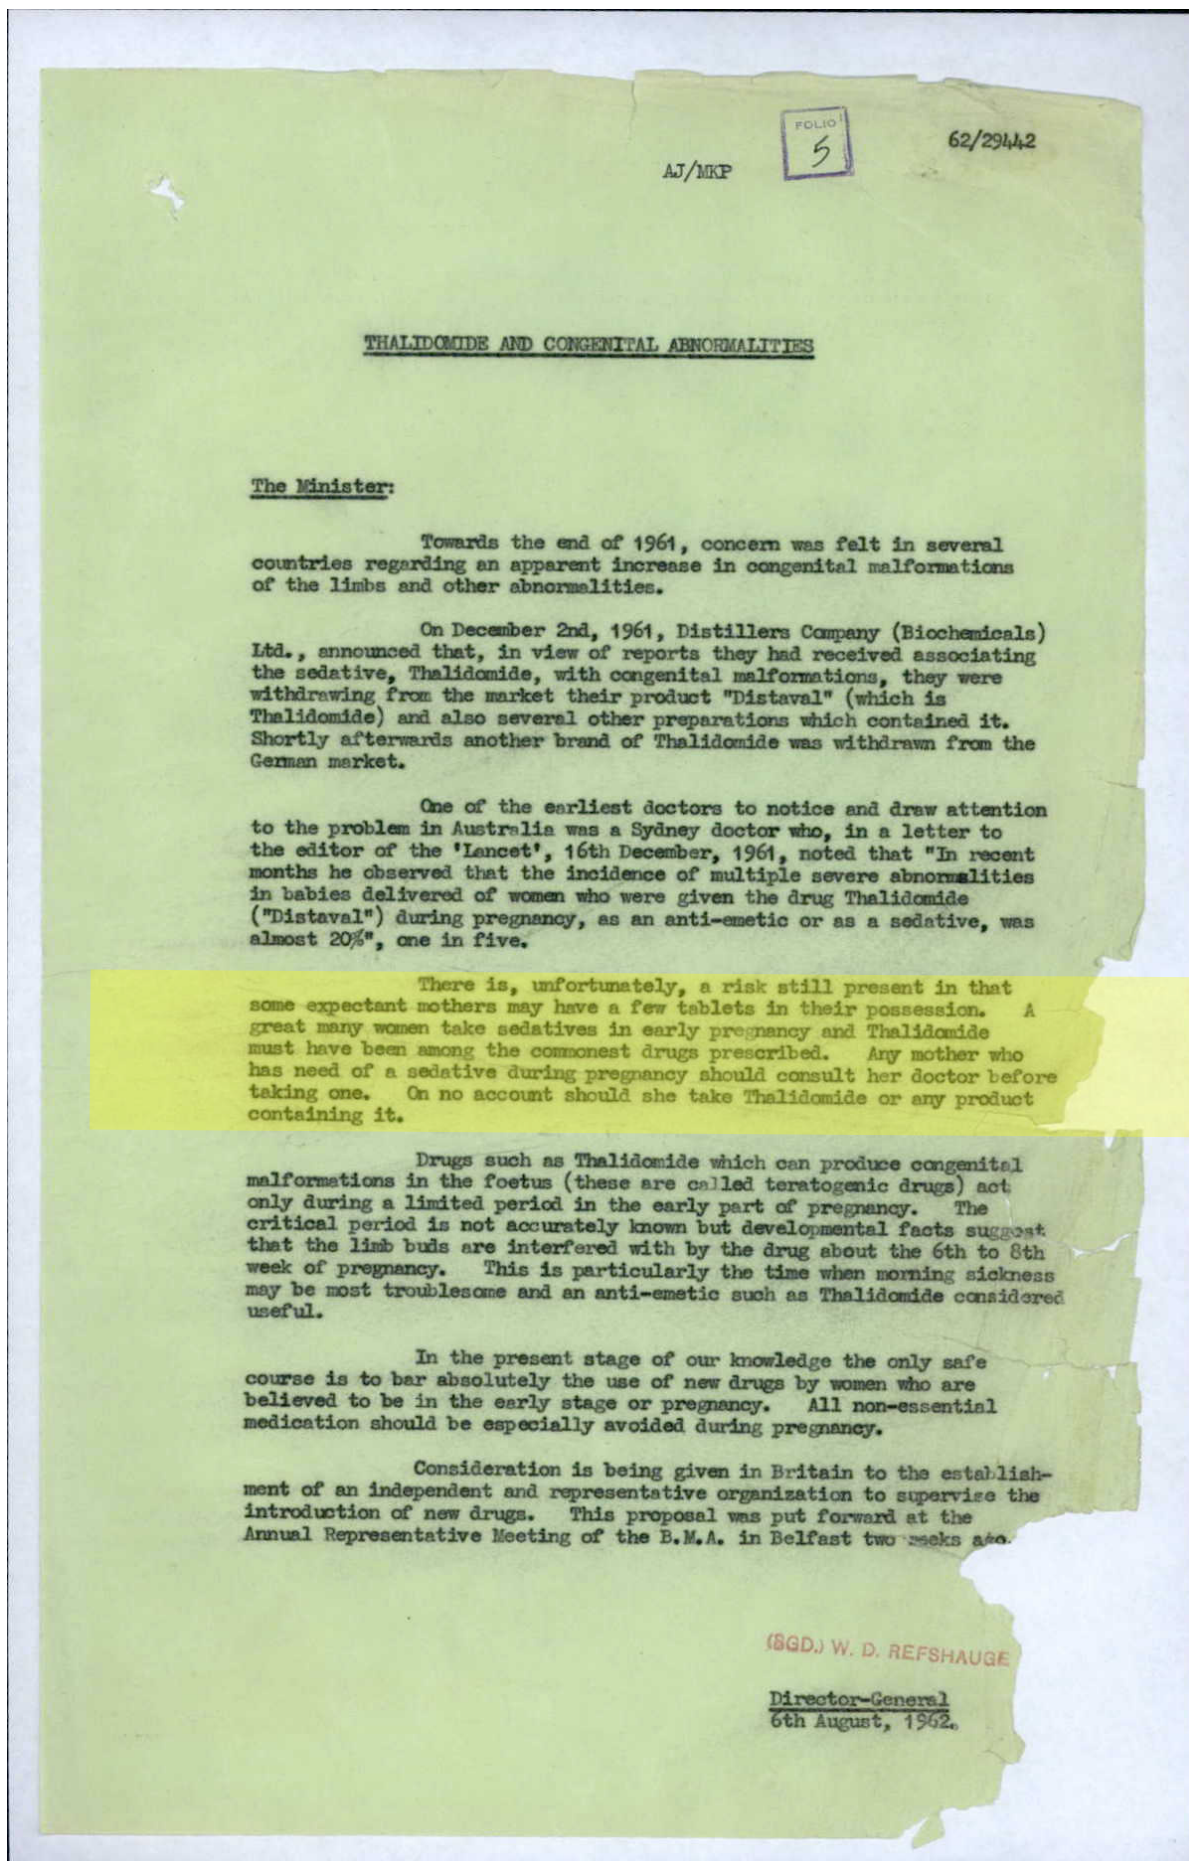 FOLIO
5
62/29442
AJ/MKP
THALIDOMIDE AND CONGENITAL ABNORMALITIES
The Minister:
Towards the end of 1961, concern was felt in several
countries regarding an apparent increase in congenital malformations
of the limbs and other abnormalities.
On December 2nd, 1961, Distillers Company (Biochemicals)
Ltd., announced that, in view of reports they had received associating
the sedative, Thalidomide, with congenital malformations, they were
withdrawing from the market their product "Distaval" (which is
Thalidomide) and also several other preparations which contained it.
Shortly afterwards another brand of Thalidomide was withdrawn from the
German market.
One of the earliest doctors to notice and draw attention
to the problem in Australia was a Sydney doctor who, in a letter to
the editor of the 'Lancet', 16th December, 1961, noted that "In recent
months he observed that the incidence of multiple severe abnormalities
in babies delivered of women who were given the drug Thalidomide
("Distaval") during pregnancy, as an anti-emetic or as a sedative, was
almost 20%", one in five.
There is, unfortunately, a risk still present in that
some expectant mothers may have a few tablets in their possession. A
great many women take sedatives in early pregnancy and Thalidomide
must have been among the commonest drugs prescribed. Any mother who
has need of a sedative during pregnancy should consult her doctor before
taking one. On no account should she take Thalidomide or any product
containing it.
Drugs such as Thalidomide which can produce congenital
malformations in the foetus (these are called teratogenic drugs) act
only during a limited period in the early part of pregnancy. The
critical period is not accurately known but developmental facts suggest
that the limb buds are interfered with by the drug about the 6th to 8th
week of pregnancy. This is particularly the time when morning sickness
may be most troublesome and an anti-emetic such as Thalidomide considered
useful.
In the present stage of our knowledge the only safe
course is to bar absolutely the use of new drugs by women who are
believed to be in the early stage or pregnancy. All non-essential
medication should be especially avoided during pregnancy.
Consideration is being given in Britain to the establish-
ment of an independent and representative organization to supervise the
introduction of new drugs. This proposal was put forward at the
Annual Representative Meeting of the B.M.A. in Belfast two weeks ago.
(SGD.) W. D. REFSHAUGE
Director-General
6th August, 1962.